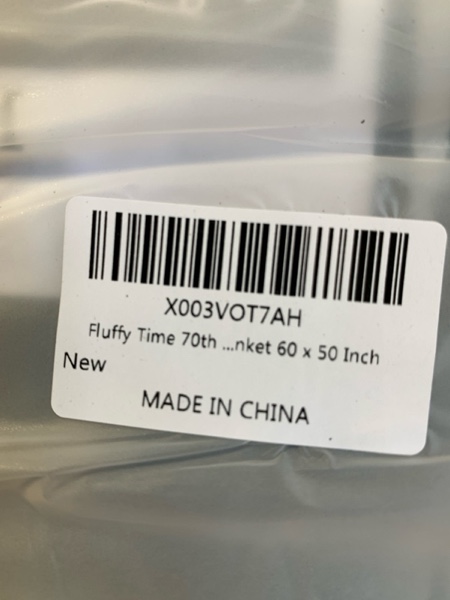 X003VOT7AH
Fluffy Time 70th ...nket 60 x 50 Inch
New
MADE IN CHINA